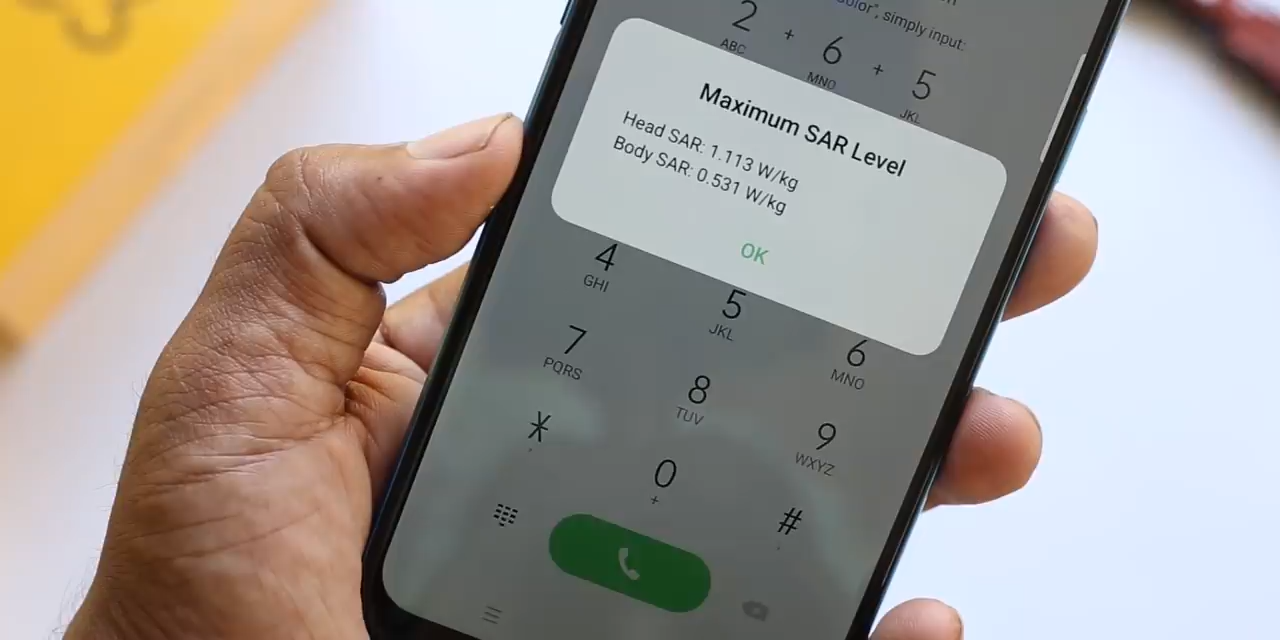 simply input:
2 + 6 + 5
ABC MNO JKL
Maximum SAR Level
Head SAR: 1.113 W/kg
Body SAR: 0.531 W/kg
OK
4 5 6
GHI JKL MNO
7 8 9
PQRS TUV WXYZ
* 0 #
+